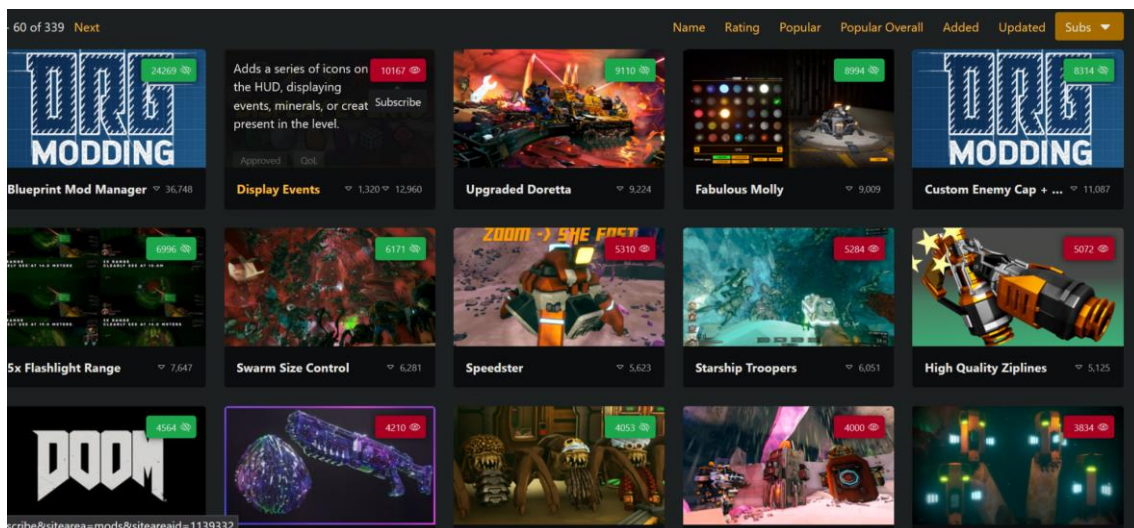 - 60 of 339 Next
Name Rating Popular Popular Overall Added Updated Subs
DRG
MODDING
24269
Blueprint Mod Manager 36,748
Adds a series of icons on
the HUD, displaying
events, minerals, or creat
present in the level.
10167
Subscribe
Approved QoL
Display Events 1,320 12,960
9110
Upgraded Doretta 9,224
8994
Fabulous Molly 9,009
DRG
MODDING
8314
Custom Enemy Cap + ... 11,087
6996
5x Flashlight Range 7,647
6171
Swarm Size Control 6,281
ZOOM -> SHE FAST
5310
Speedster 5,623
5284
Starship Troopers 6,051
5072
High Quality Ziplines 5,125
DOOM
4564
4210
4053
4000
3834
scribe&sitearea=mods&siteareaid=1139332